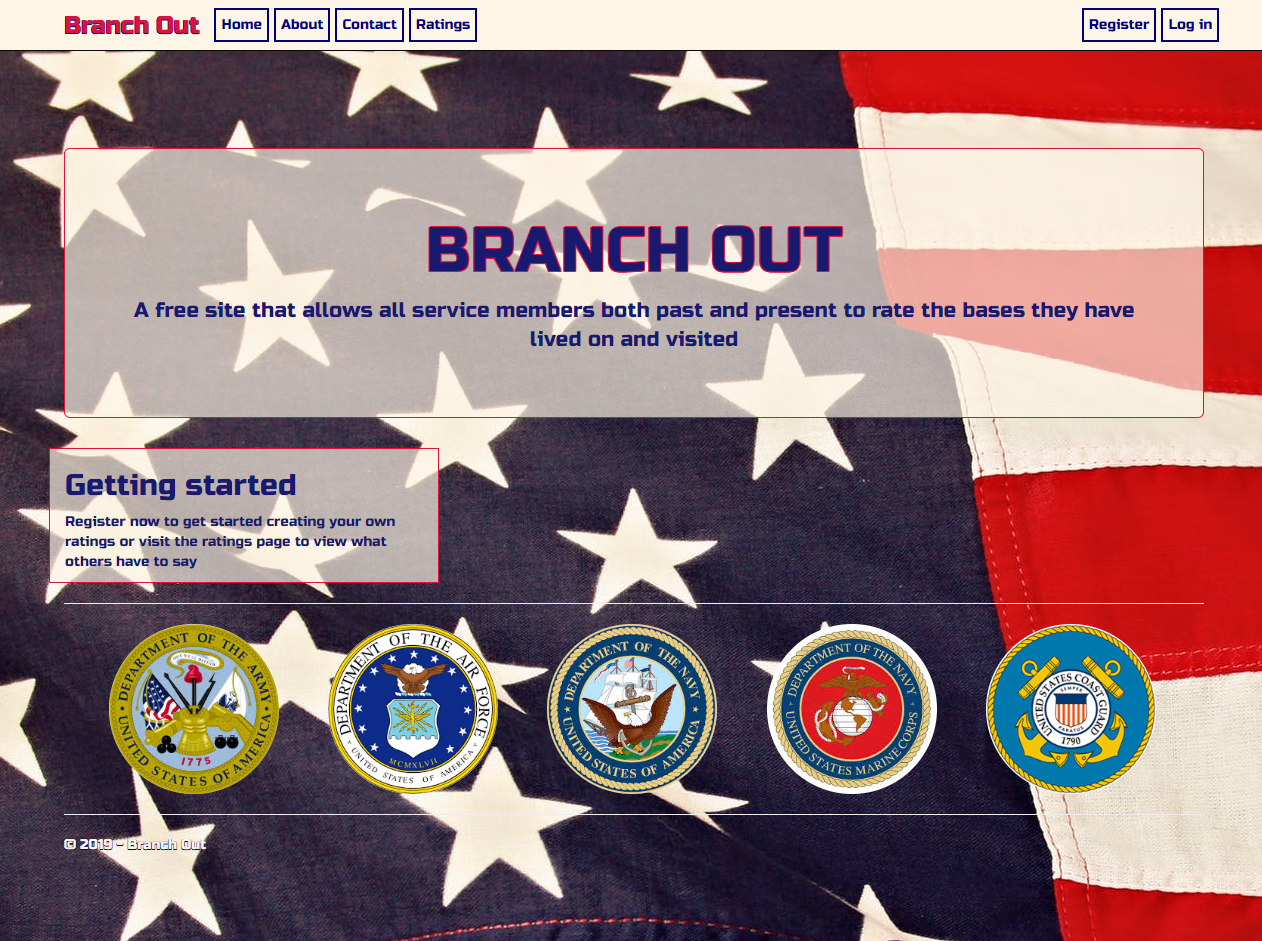 Branch Out
Home
About
Contact
Ratings
Register
Log in
BRANCH OUT
A free site that allows all service members both past and present to rate the bases they have
lived on and visited
Getting started
Register now to get started creating your own
ratings or visit the ratings page to view what
others have to say
DEPARTMENT OF THE ARMY
UNITED STATES OF AMERICA
1775
DEPARTMENT OF THE AIR FORCE
MCMXLVII
UNITED STATES OF AMERICA
DEPARTMENT OF THE NAVY
UNITED STATES OF AMERICA
DEPARTMENT OF THE NAVY
UNITED STATES MARINE CORPS
UNITED STATES COAST GUARD
SEMPER
PARATUS
1790
© 2019 - Branch Out